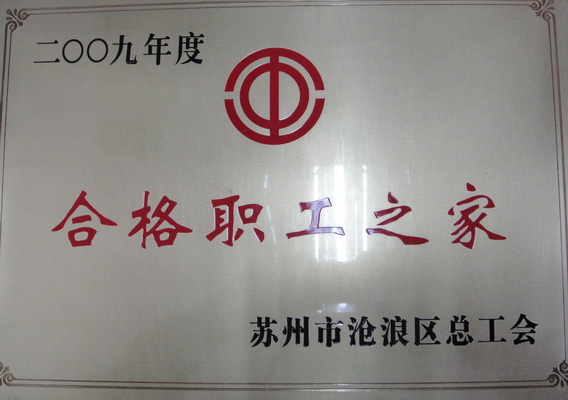 二〇〇九年度
合格职工之家
苏州市沧浪区总工会